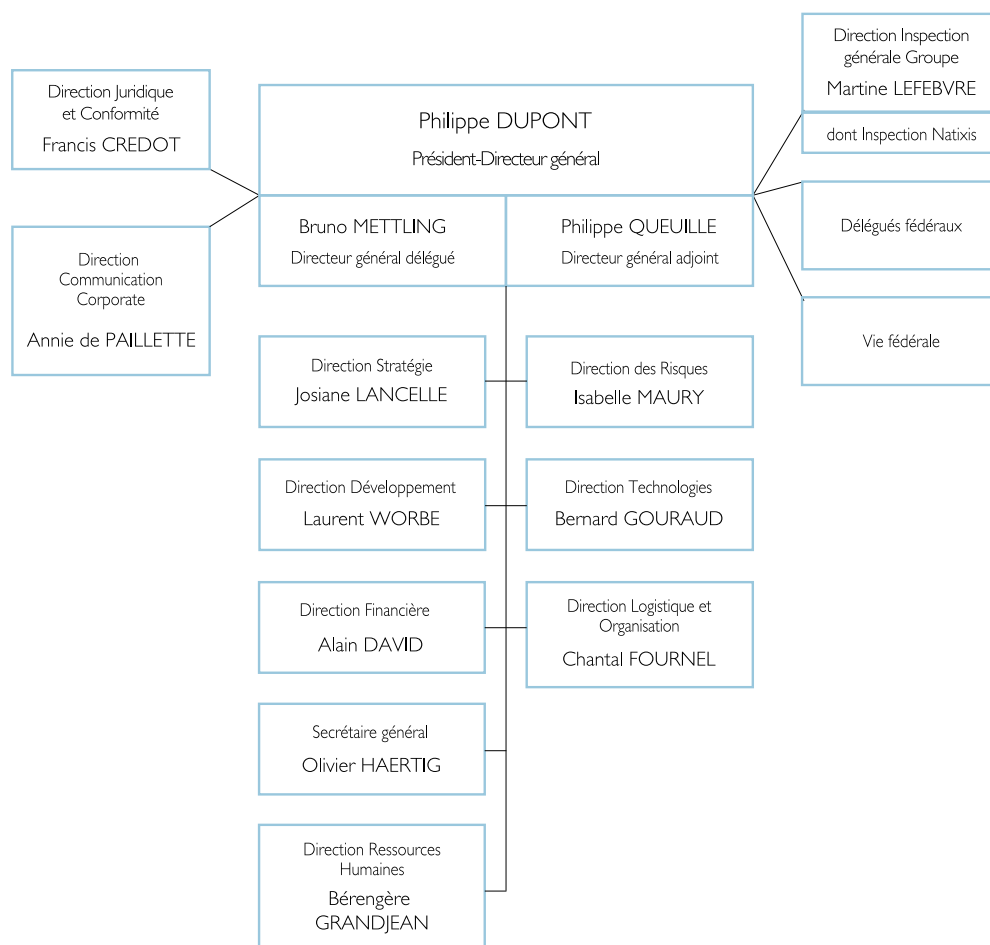 Direction Juridique
et Conformité
Francis CREDOT
Direction
Communication
Corporate
Annie de PAILLETTE
Philippe DUPONT
Président-Directeur général
Bruno METTLING
Directeur général délégué
Philippe QUEUILLE
Directeur général adjoint
Direction Inspection
générale Groupe
Martine LEFEBVRE
dont Inspection Natixis
Délégués fédéraux
Vie fédérale
Direction Stratégie
Josiane LANCELLE
Direction des Risques
Isabelle MAURY
Direction Développement
Laurent WORBE
Direction Technologies
Bernard GOURAUD
Direction Financière
Alain DAVID
Direction Logistique et
Organisation
Chantal FOURNEL
Secrétaire général
Olivier HAERTIG
Direction Ressources
Humaines
Bérengère
GRANDJEAN